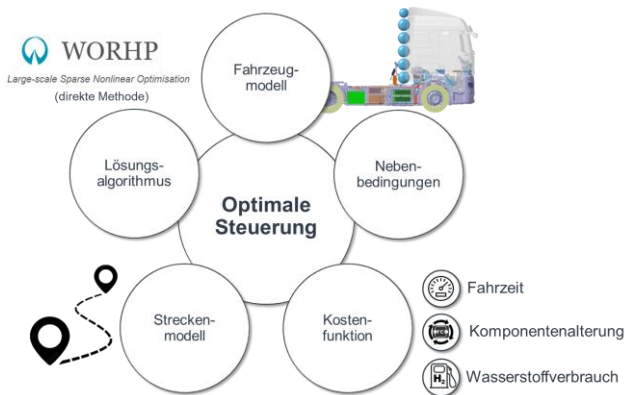 WORHP
Large-scale Sparse Nonlinear Optimisation
(direkte Methode)
Fahrzeug-
modell
Lösungs-
algorithmus
Neben-
bedingungen
Optimale
Steuerung
Strecken-
modell
Kosten-
funktion
Fahrzeit
Komponentenalterung
H₂
Wasserstoffverbrauch